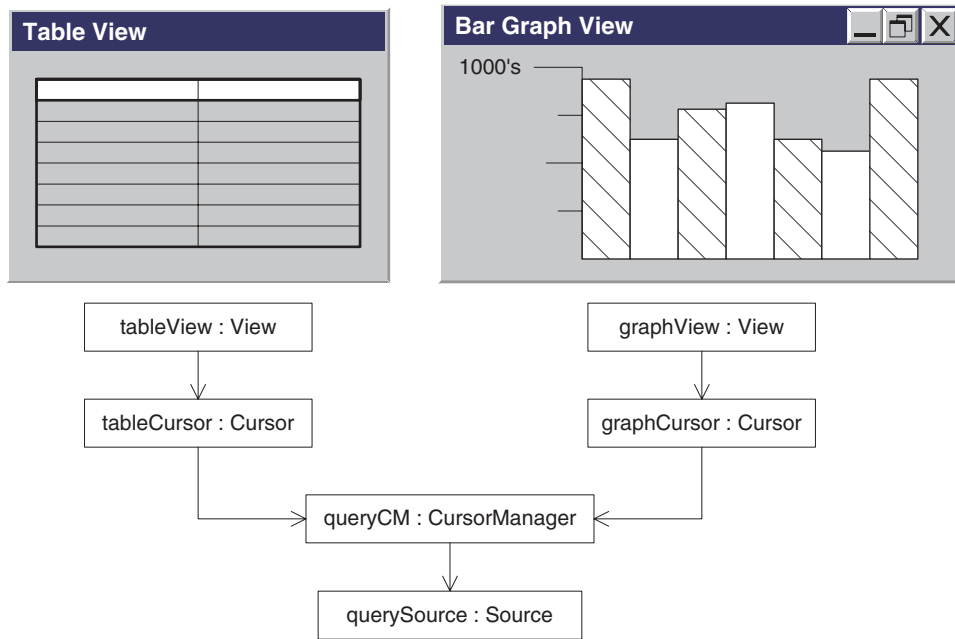 Table View
Bar Graph View
1000's
tableView : View
graphView : View
tableCursor : Cursor
graphCursor : Cursor
queryCM : CursorManager
querySource : Source